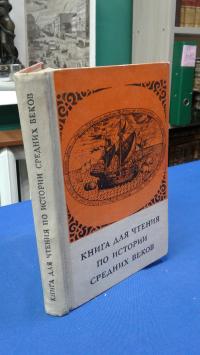 КНИГА ДЛЯ ЧТЕНИЯ ПО ИСТОРИИ СРЕДНИХ ВЕКОВ
КНИГА ДЛЯ ЧТЕНИЯ
ПО ИСТОРИИ
СРЕДНИХ ВЕКОВ